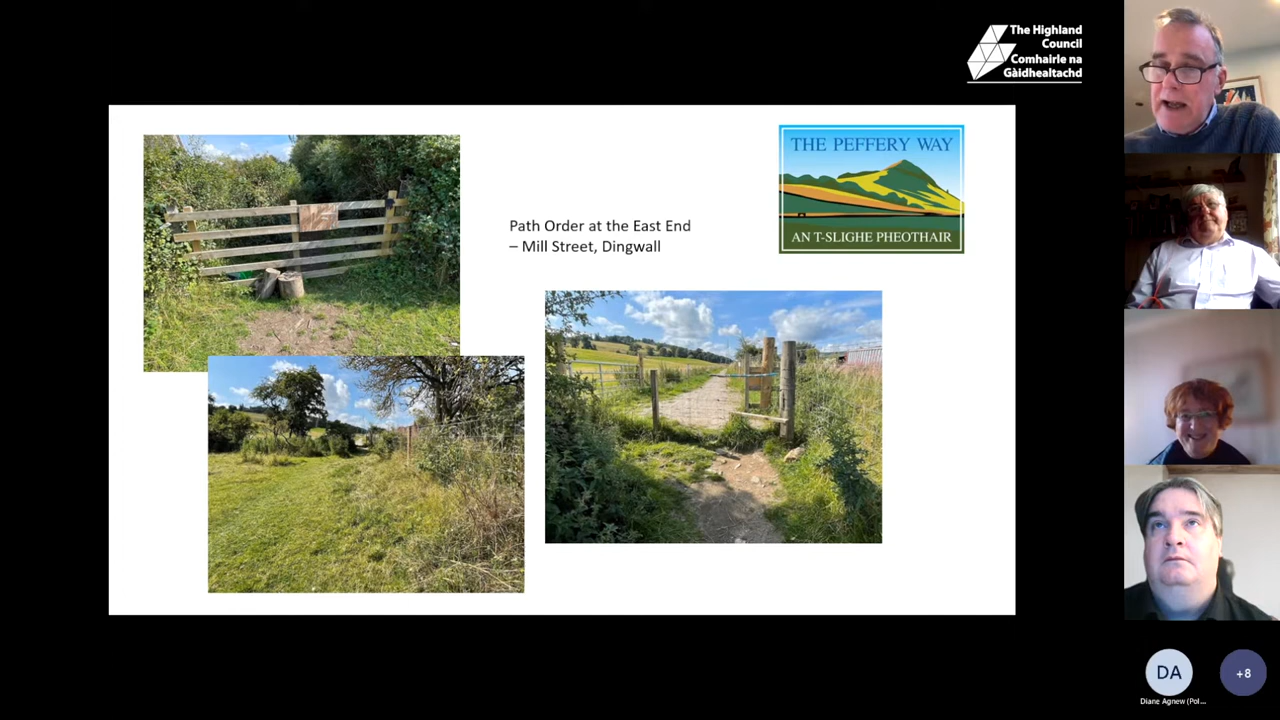 The Highland
Council
Comhairle na
Gàidhealtachd
THE PEFFERY WAY
AN T-SLIGHE PHEOTHAIR
Path Order at the East End
– Mill Street, Dingwall
DA
+8
Diane Agnew (Pol...